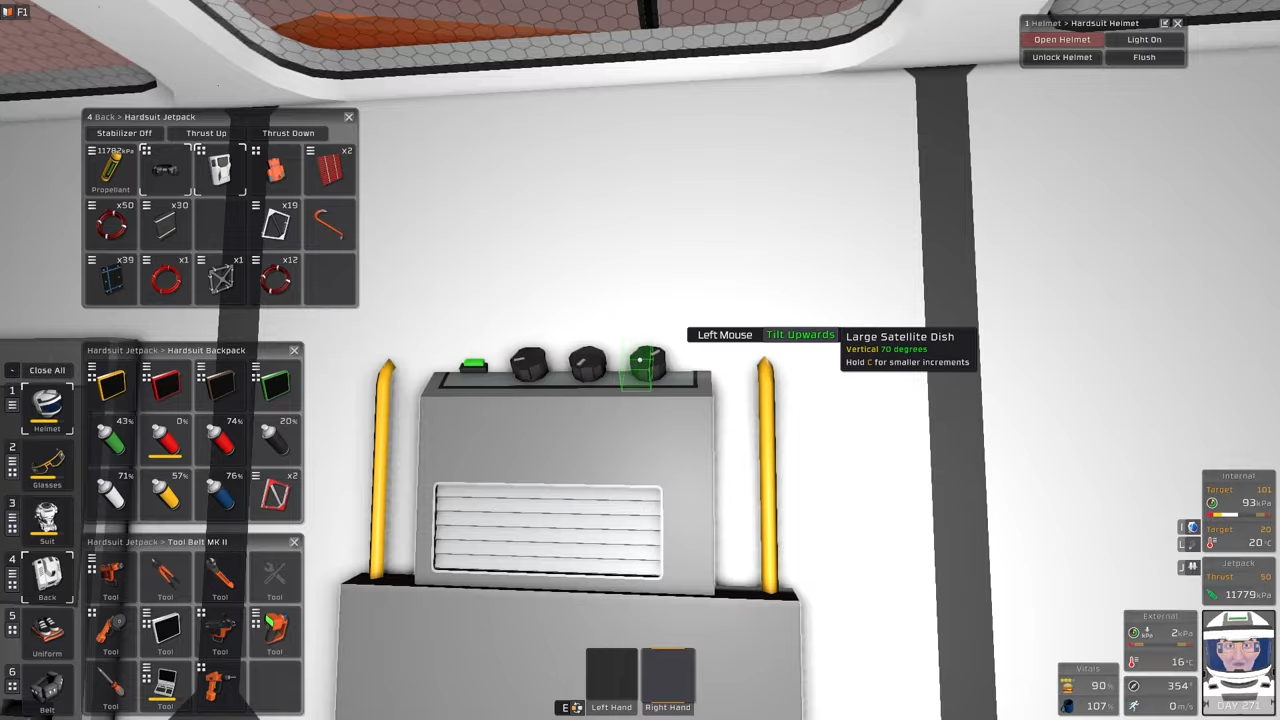 F1
1 Helmet > Hardsuit Helmet
Open Helmet
Light On
Unlock Helmet
Flush
4 Back > Hardsuit Jetpack
Stabilizer Off
Thrust Up
Thrust Down
Propellant
x2
x50
x30
x19
x39
x1
x1
x12
Hardsuit Jetpack > Hardsuit Backpack
43%
0%
74%
20%
71%
57%
76%
x2
Hardsuit Jetpack > Tool Belt MK II
Tool
Tool
Tool
Tool
Tool
Tool
Tool
Tool
Tool
Tool
Tool
- Close All
1
Helmet
2
Glasses
3
Suit
4
Back
5
Uniform
6
Belt
Left Mouse
Tilt Upwards
Large Satellite Dish
Vertical 70 degrees
Hold C for smaller increments
E
Left Hand
Right Hand
Internal
Target 101
93kPa
Target 20
20°C
Jetpack
Thrust 50
11779kPa
External
2kPa
16°C
354°
0m/s
Vitals
90%
107%
DAY 271